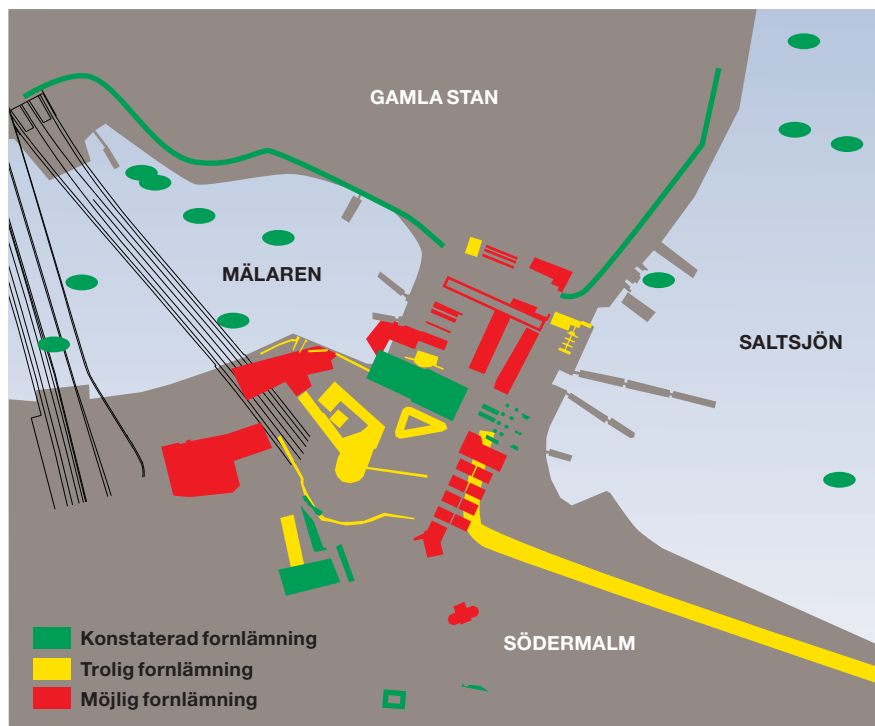 GAMLA STAN
MÄLAREN
SALTSJÖN
SÖDERMALM
Konstaterad fornlämning
Trolig fornlämning
Möjlig fornlämning